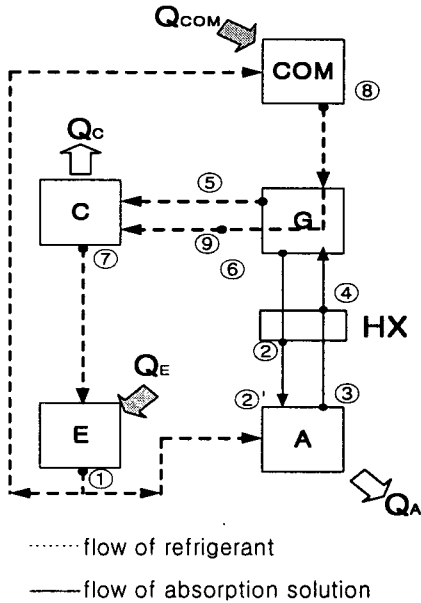 QCOM
COM
⑧
QC
⑤
C
G
⑨
⑥
⑦
④
HX
②
QE
②'
③
E
A
①
QA
flow of refrigerant
flow of absorption solution